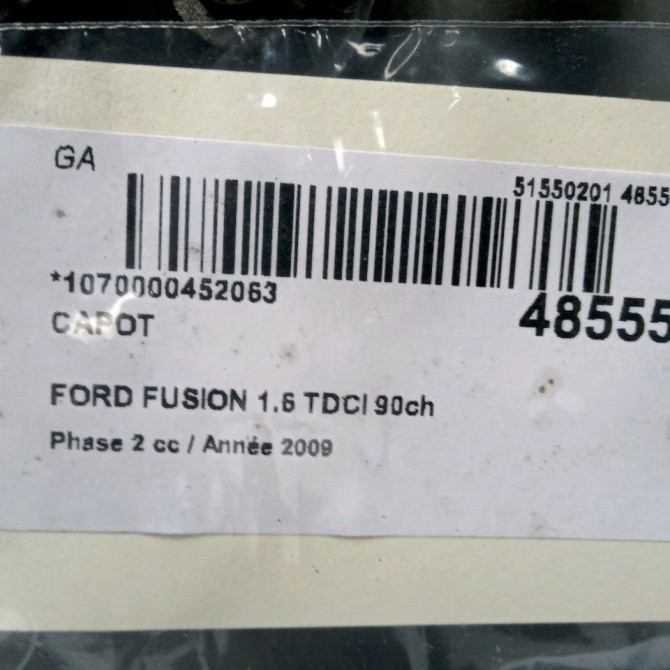 GA
51550201 4855
*1070000452063
48555
CAPOT
FORD FUSION 1.6 TDCI 90ch
Phase 2 cc / Année 2009